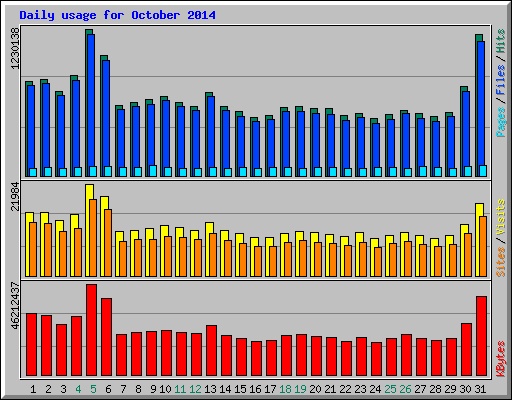 Daily usage for October 2014
1230138
Pages / Files / Hits
21984
Sites / Visits
46212437
KBytes
1 2 3 4 5 6 7 8 9 10 11 12 13 14 15 16 17 18 19 20 21 22 23 24 25 26 27 28 29 30 31